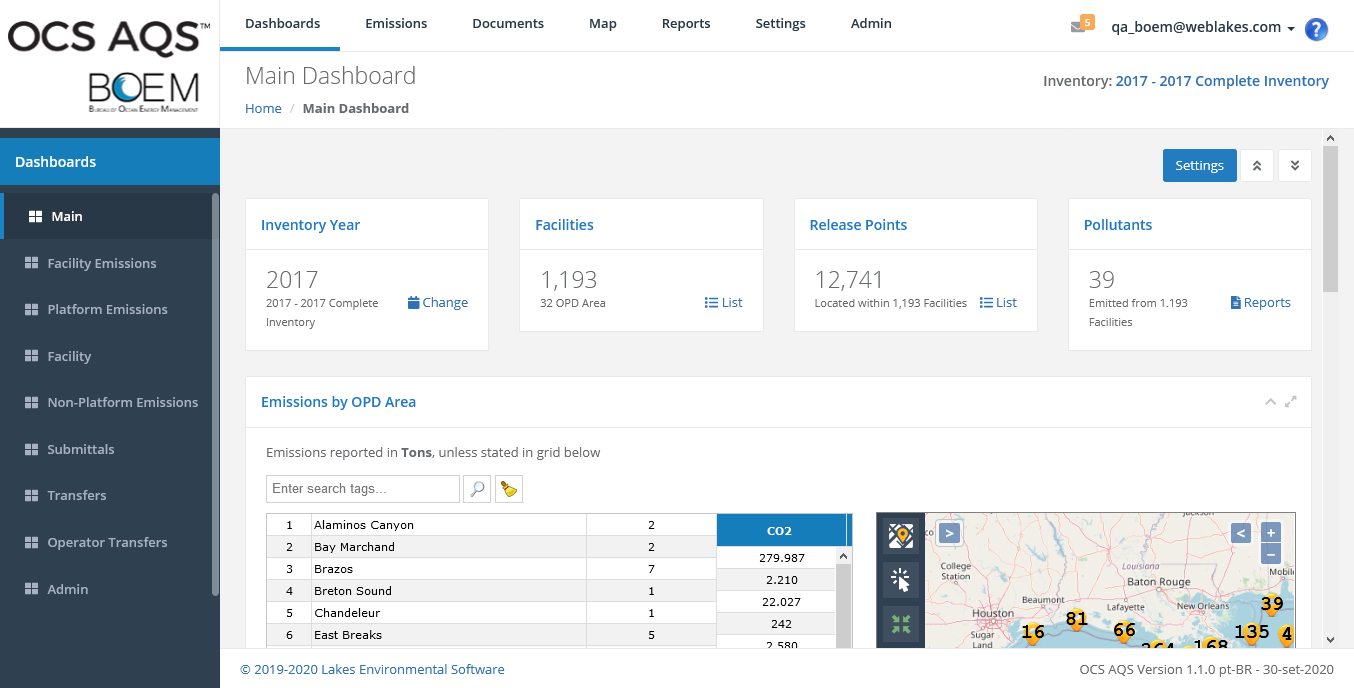 OCS AQS™
BOEM
BUREAU OF OCEAN ENERGY MANAGEMENT
Dashboards
Emissions
Documents
Map
Reports
Settings
Admin
5
qa_boem@weblakes.com
?
Main Dashboard
Home / Main Dashboard
Inventory: 2017 - 2017 Complete Inventory
Dashboards
Main
Facility Emissions
Platform Emissions
Facility
Non-Platform Emissions
Submittals
Transfers
Operator Transfers
Admin
Settings
Inventory Year
2017
2017 - 2017 Complete
Inventory
Change
Facilities
1,193
32 OPD Area
List
Release Points
12,741
Located within 1,193 Facilities
List
Pollutants
39
Emitted from 1.193
Facilities
Reports
Emissions by OPD Area
Emissions reported in Tons, unless stated in grid below
Enter search tags...
CO2
1 Alaminos Canyon 2 279.987
2 Bay Marchand 2 2.210
3 Brazos 7 22.027
4 Breton Sound 1 242
5 Chandeleur 1 2.580
6 East Breaks 5
>
<
+
−
Jackson
College
Station
Louisiana
Baton Rouge
Mobile
Beaumont
Lafayette
New Orleans
Houston
Sugar
Land
16
81
66
264
168
135
39
4
© 2019-2020 Lakes Environmental Software
OCS AQS Version 1.1.0 pt-BR - 30-set-2020